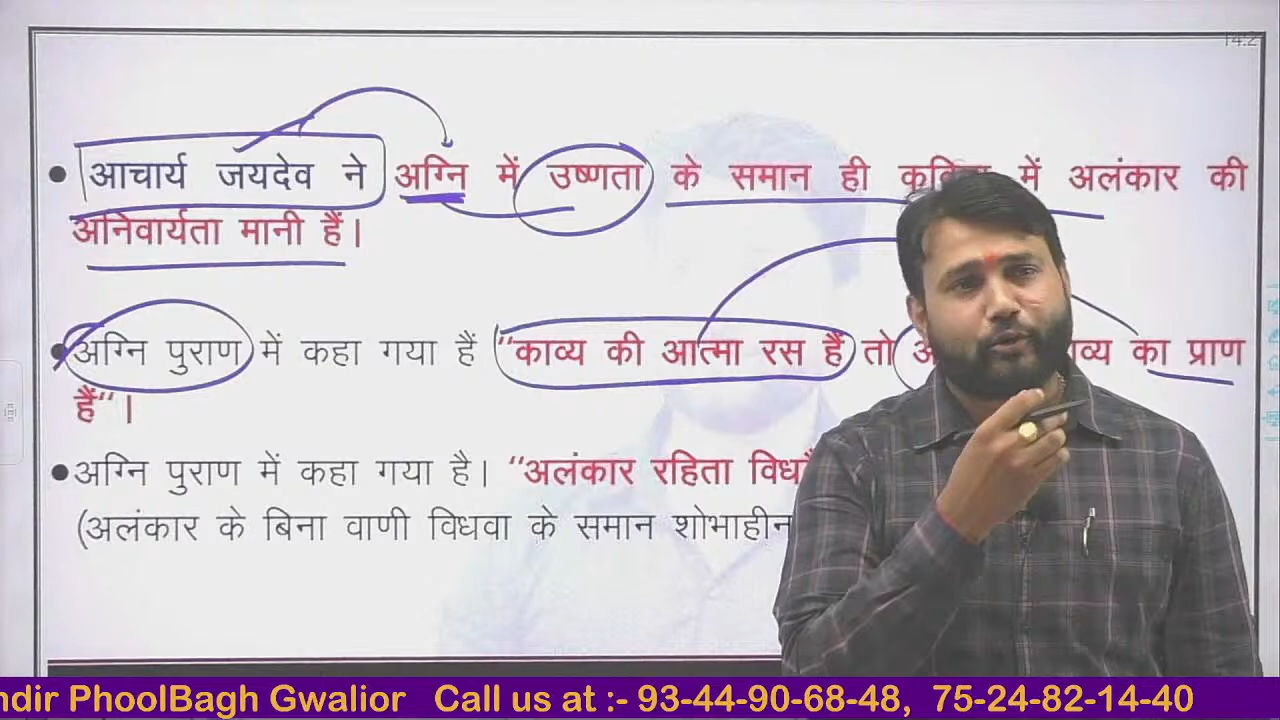 आचार्य जयदेव ने अग्नि में उष्णता के समान ही कविता में अलंकार की
अनिवार्यता मानी हैं।
अग्नि पुराण में कहा गया हैं "काव्य की आत्मा रस हैं तो का प्राण
हैं"।
अग्नि पुराण में कहा गया है। "अलंकार रहिता
(अलंकार के बिना वाणी विधवा के समान शोभाहीन
ndir PhoolBagh Gwalior Call us at :- 93-44-90-68-48, 75-24-82-14-40